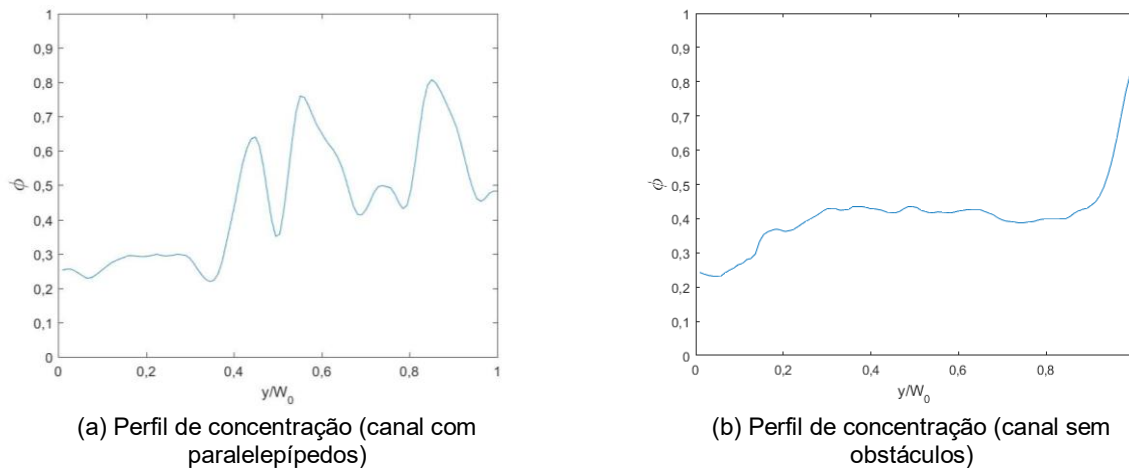 1
0,9
0,8
0,7
0,6
0,5
0,4
0,3
0,2
0,1
0
ϕ
0 0,2 0,4 0,6 0,8 1
y/W0
(a) Perfil de concentração (canal com
paralelepípedos)
1
0,9
0,8
0,7
0,6
0,5
0,4
0,3
0,2
0,1
0
ϕ
0 0,2 0,4 0,6 0,8 1
y/W0
(b) Perfil de concentração (canal sem
obstáculos)